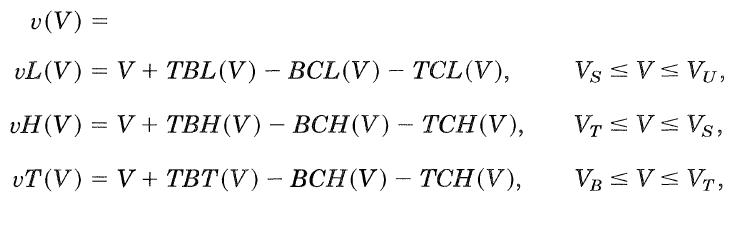 v(V) =
vL(V) = V + TBL(V) − BCL(V) − TCL(V), V_S ≤ V ≤ V_U,
vH(V) = V + TBH(V) − BCH(V) − TCH(V), V_T ≤ V ≤ V_S,
vT(V) = V + TBT(V) − BCH(V) − TCH(V), V_B ≤ V ≤ V_T,